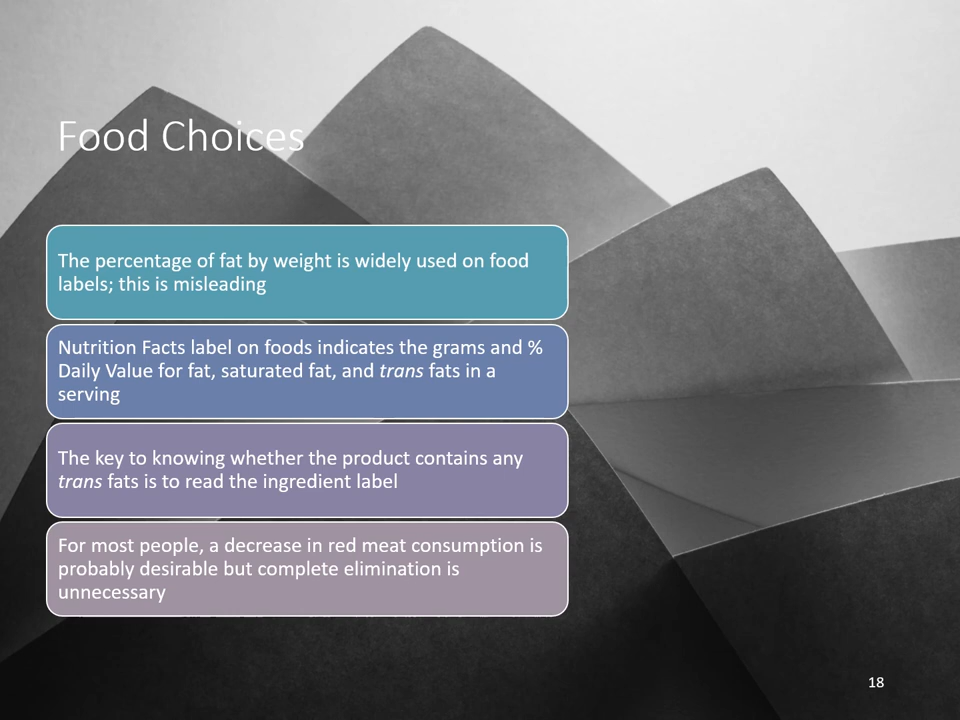 Food Choices
The percentage of fat by weight is widely used on food
labels; this is misleading
Nutrition Facts label on foods indicates the grams and %
Daily Value for fat, saturated fat, and trans fats in a
serving
The key to knowing whether the product contains any
trans fats is to read the ingredient label
For most people, a decrease in red meat consumption is
probably desirable but complete elimination is
unnecessary
18